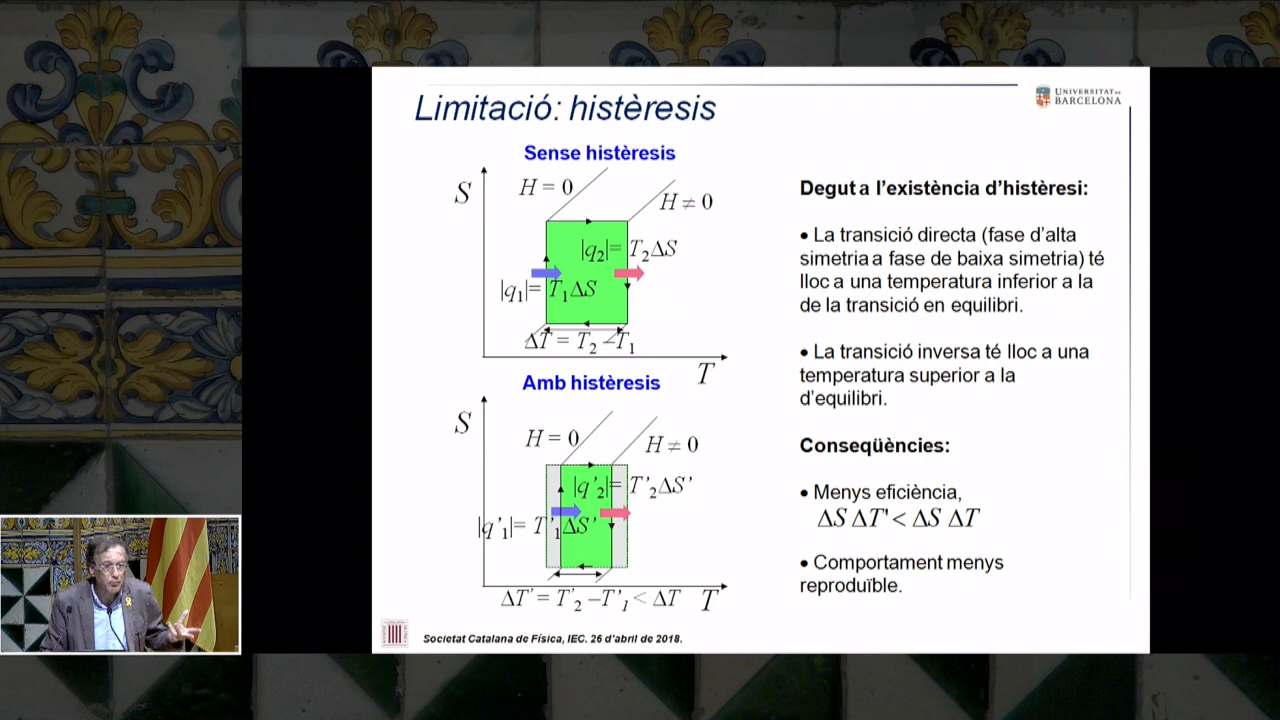 Limitació: histèresis
UNIVERSITAT DE
BARCELONA
Sense histèresis
S
H = 0
H ≠ 0
|q₂|= T₂ΔS
|q₁|= T₁ΔS
ΔT = T₂ –T₁
T
Amb histèresis
S
H = 0
H ≠ 0
|q'₂|= T'₂ΔS'
|q'₁|= T'₁ΔS'
ΔT' = T'₂ –T'₁ < ΔT
T
Degut a l'existència d'histèresi:
• La transició directa (fase d'alta
simetria a fase de baixa simetria) té
lloc a una temperatura inferior a la
de la transició en equilibri.
• La transició inversa té lloc a una
temperatura superior a la
d'equilibri.
Conseqüències:
• Menys eficiència,
ΔS ΔT' < ΔS ΔT
• Comportament menys
reproduïble.
Societat Catalana de Física, IEC. 26 d'abril de 2018.